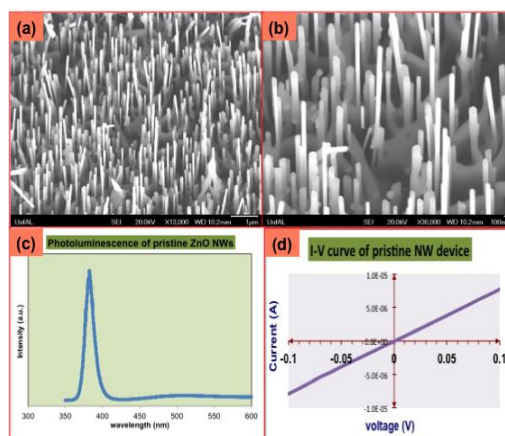 (a)
(b)
UofAL SEI 20.0kV X10,000 WD 10.2mm 1µm
UofAL SEI 20.0kV X30,000 WD 10.2mm 100nm
(c)
Photoluminescence of pristine ZnO NWs
Intensity (a.u.)
300 350 400 450 500 550 600
wavelength (nm)
(d)
I-V curve of pristine NW device
Current (A)
1.0E-05
5.0E-06
0.0E+00
-5.0E-06
-1.0E-05
-0.1 -0.05 0 0.05 0.1
voltage (V)